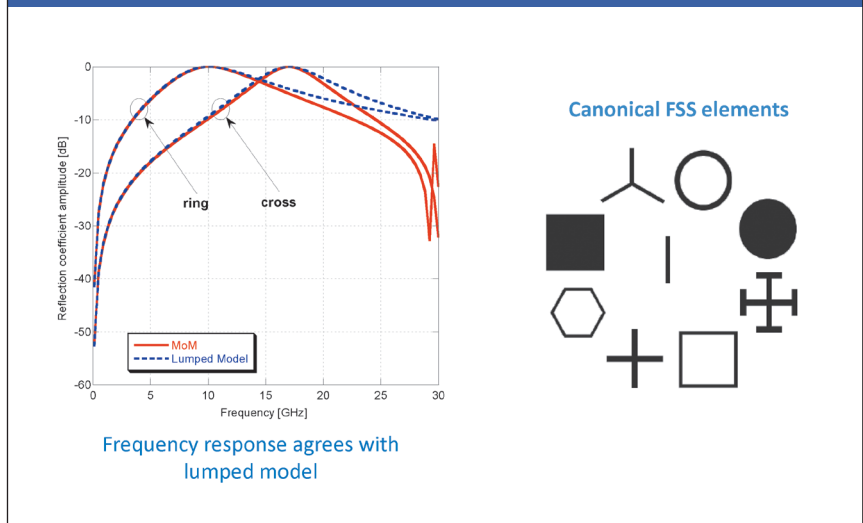 0
-10
-20
-30
-40
-50
-60
Reflection coefficient amplitude [dB]
ring
cross
MoM
Lumped Model
0 5 10 15 20 25 30
Frequency [GHz]
Frequency response agrees with
lumped model
Canonical FSS elements